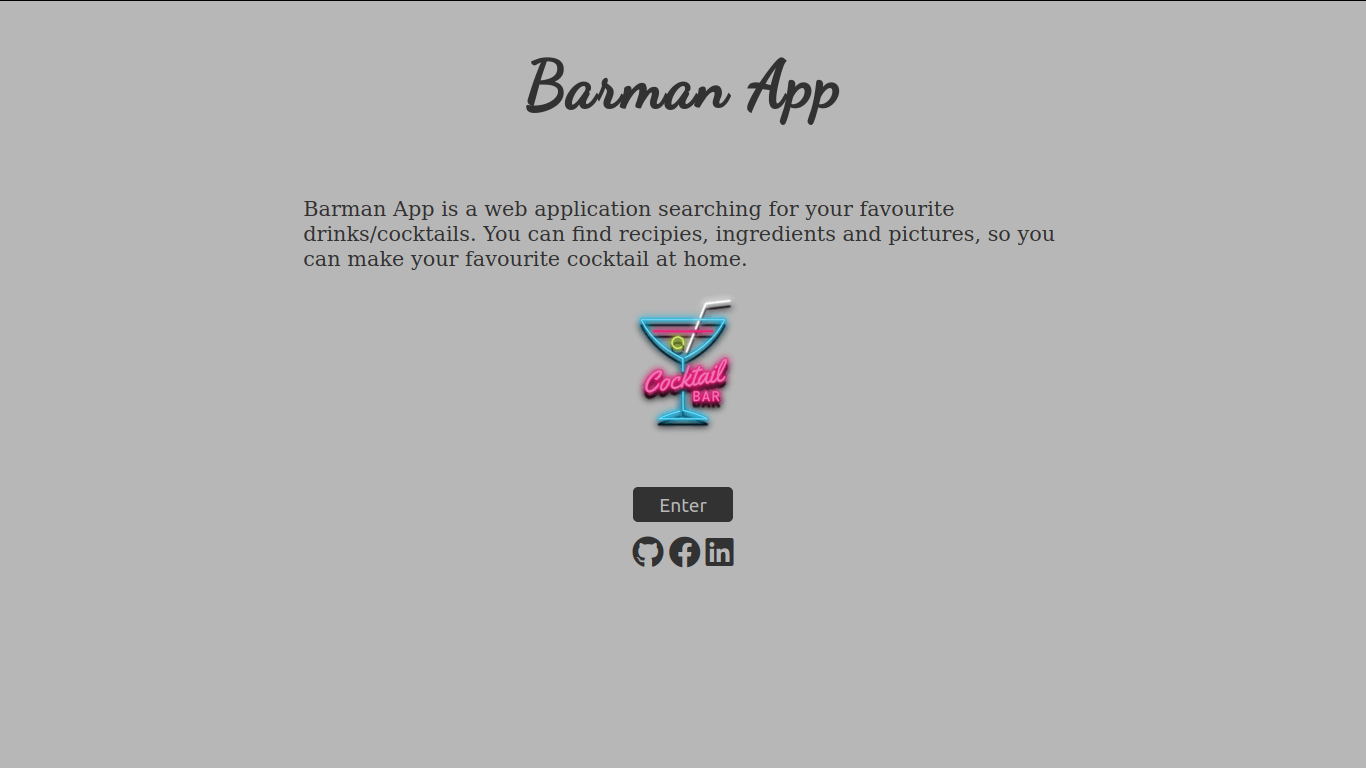 Barman App
Barman App is a web application searching for your favourite
drinks/cocktails. You can find recipies, ingredients and pictures, so you
can make your favourite cocktail at home.
Cocktail
BAR
Enter
in